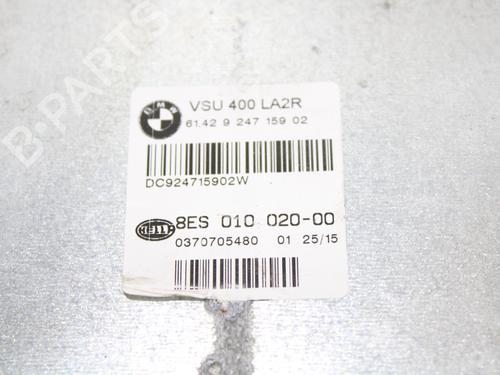 BMW
VSU 400 LA2R
61.42 9 247 159 02
DC924715902W
HELLA
8ES 010 020-00
0370705480 01 25/15
B-PARTS